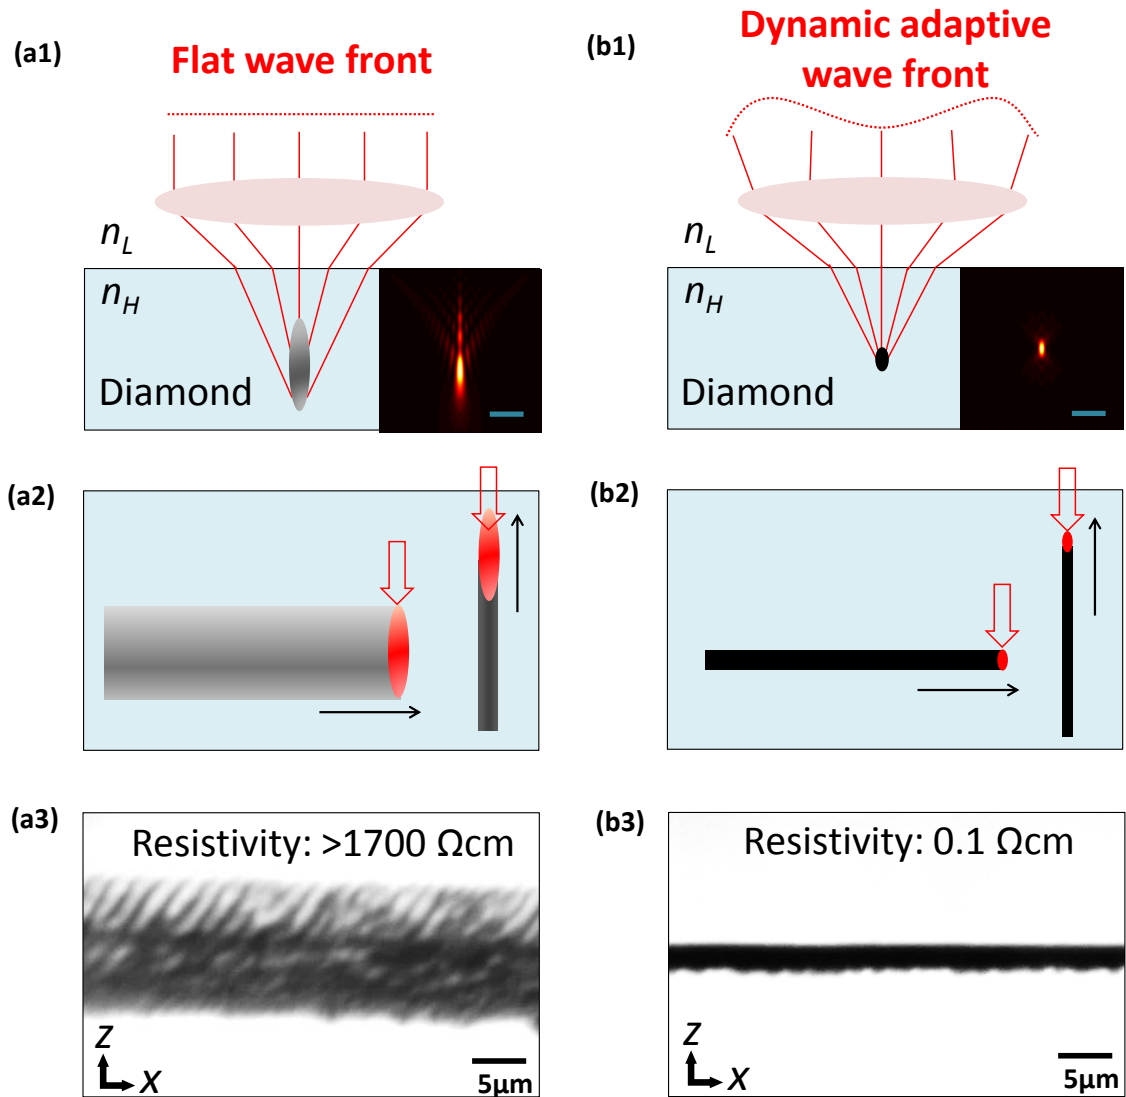 (a1)
Flat wave front
n_L
n_H
Diamond
(b1)
Dynamic adaptive
wave front
n_L
n_H
Diamond
(a2)
(b2)
(a3)
Resistivity: >1700 Ωcm
z
x
5μm
(b3)
Resistivity: 0.1 Ωcm
z
x
5μm